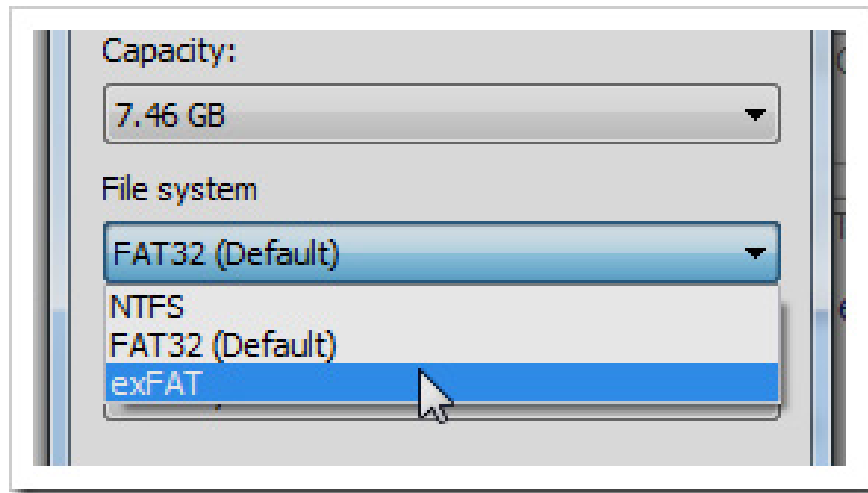 Capacity:
7.46 GB
File system
FAT32 (Default)
NTFS
FAT32 (Default)
exFAT